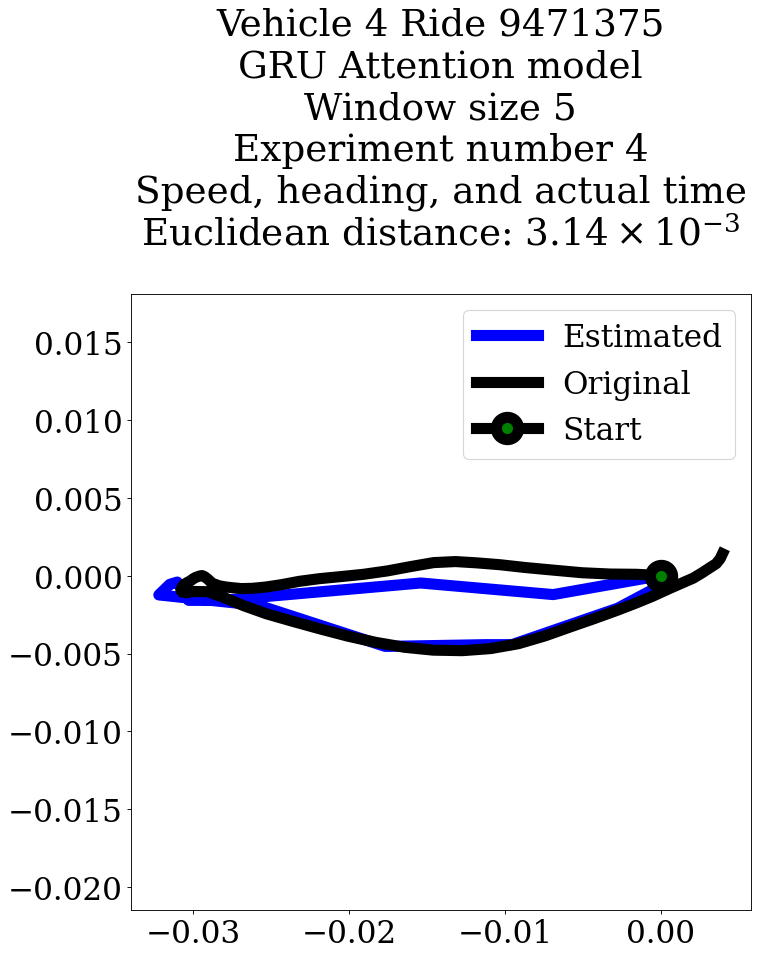 Vehicle 4 Ride 9471375
GRU Attention model
Window size 5
Experiment number 4
Speed, heading, and actual time
Euclidean distance: 3.14 × 10⁻³
Estimated
Original
Start
0.015
0.010
0.005
0.000
−0.005
−0.010
−0.015
−0.020
−0.03
−0.02
−0.01
0.00